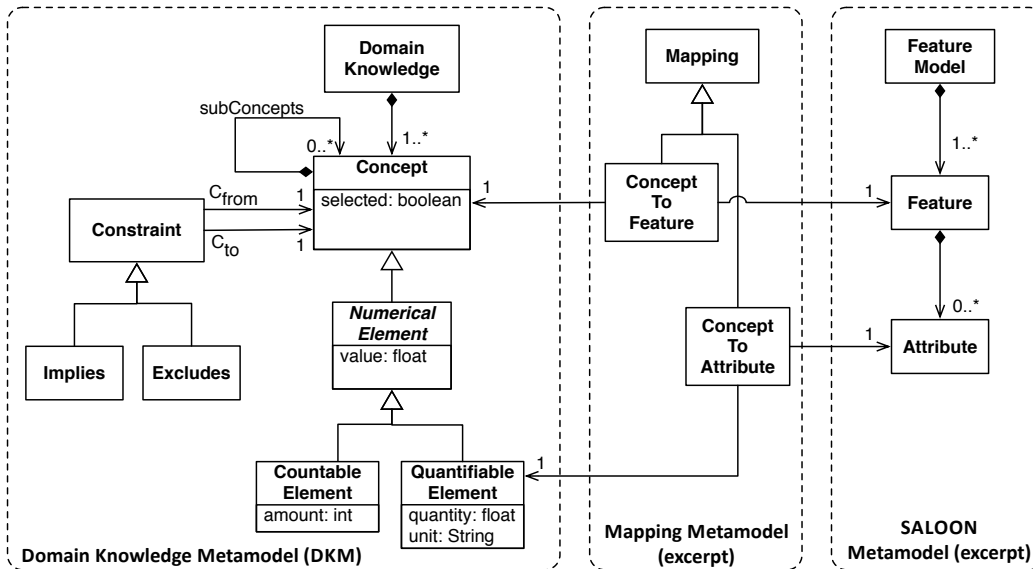 Domain
Knowledge
subConcepts
0..*
1..*
Concept
selected: boolean
C from
1
C to
1
Constraint
Implies
Excludes
Numerical
Element
value: float
Countable
Element
amount: int
Quantifiable
Element
quantity: float
unit: String
Domain Knowledge Metamodel (DKM)
Mapping
1
Concept
To
Feature
1
Concept
To
Attribute
1
1
Mapping Metamodel
(excerpt)
Feature
Model
1..*
Feature
0..*
Attribute
SALOON
Metamodel (excerpt)